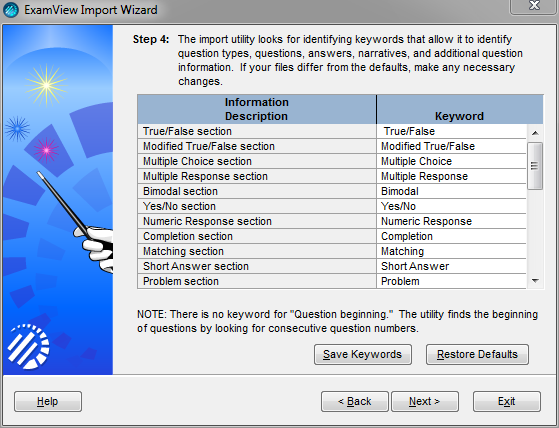 ExamView Import Wizard
Step 4: The import utility looks for identifying keywords that allow it to identify
question types, questions, answers, narratives, and additional question
information. If your files differ from the defaults, make any necessary
changes.
Information
Description Keyword
True/False section True/False
Modified True/False section Modified True/False
Multiple Choice section Multiple Choice
Multiple Response section Multiple Response
Bimodal section Bimodal
Yes/No section Yes/No
Numeric Response section Numeric Response
Completion section Completion
Matching section Matching
Short Answer section Short Answer
Problem section Problem
NOTE: There is no keyword for "Question beginning." The utility finds the beginning
of questions by looking for consecutive question numbers.
Save Keywords Restore Defaults
Help < Back Next > Exit